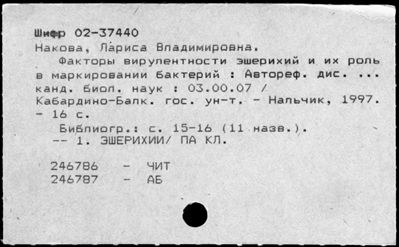 Шифр 02-37440
Накова, Лариса Владимировна.
Факторы вирулентности эшерихий и их роль
в маркировании бактерий : Автореф. дис. ...
канд. биол. наук : 03.00.07 /
Кабардино-Балк. гос. ун-т. - Нальчик, 1997.
- 16 с.
Библиогр.: с. 15-16 (11 назв.).
-- 1. ЭШЕРИХИИ/ ПА КЛ.
246786 - ЧИТ
246787 - АБ